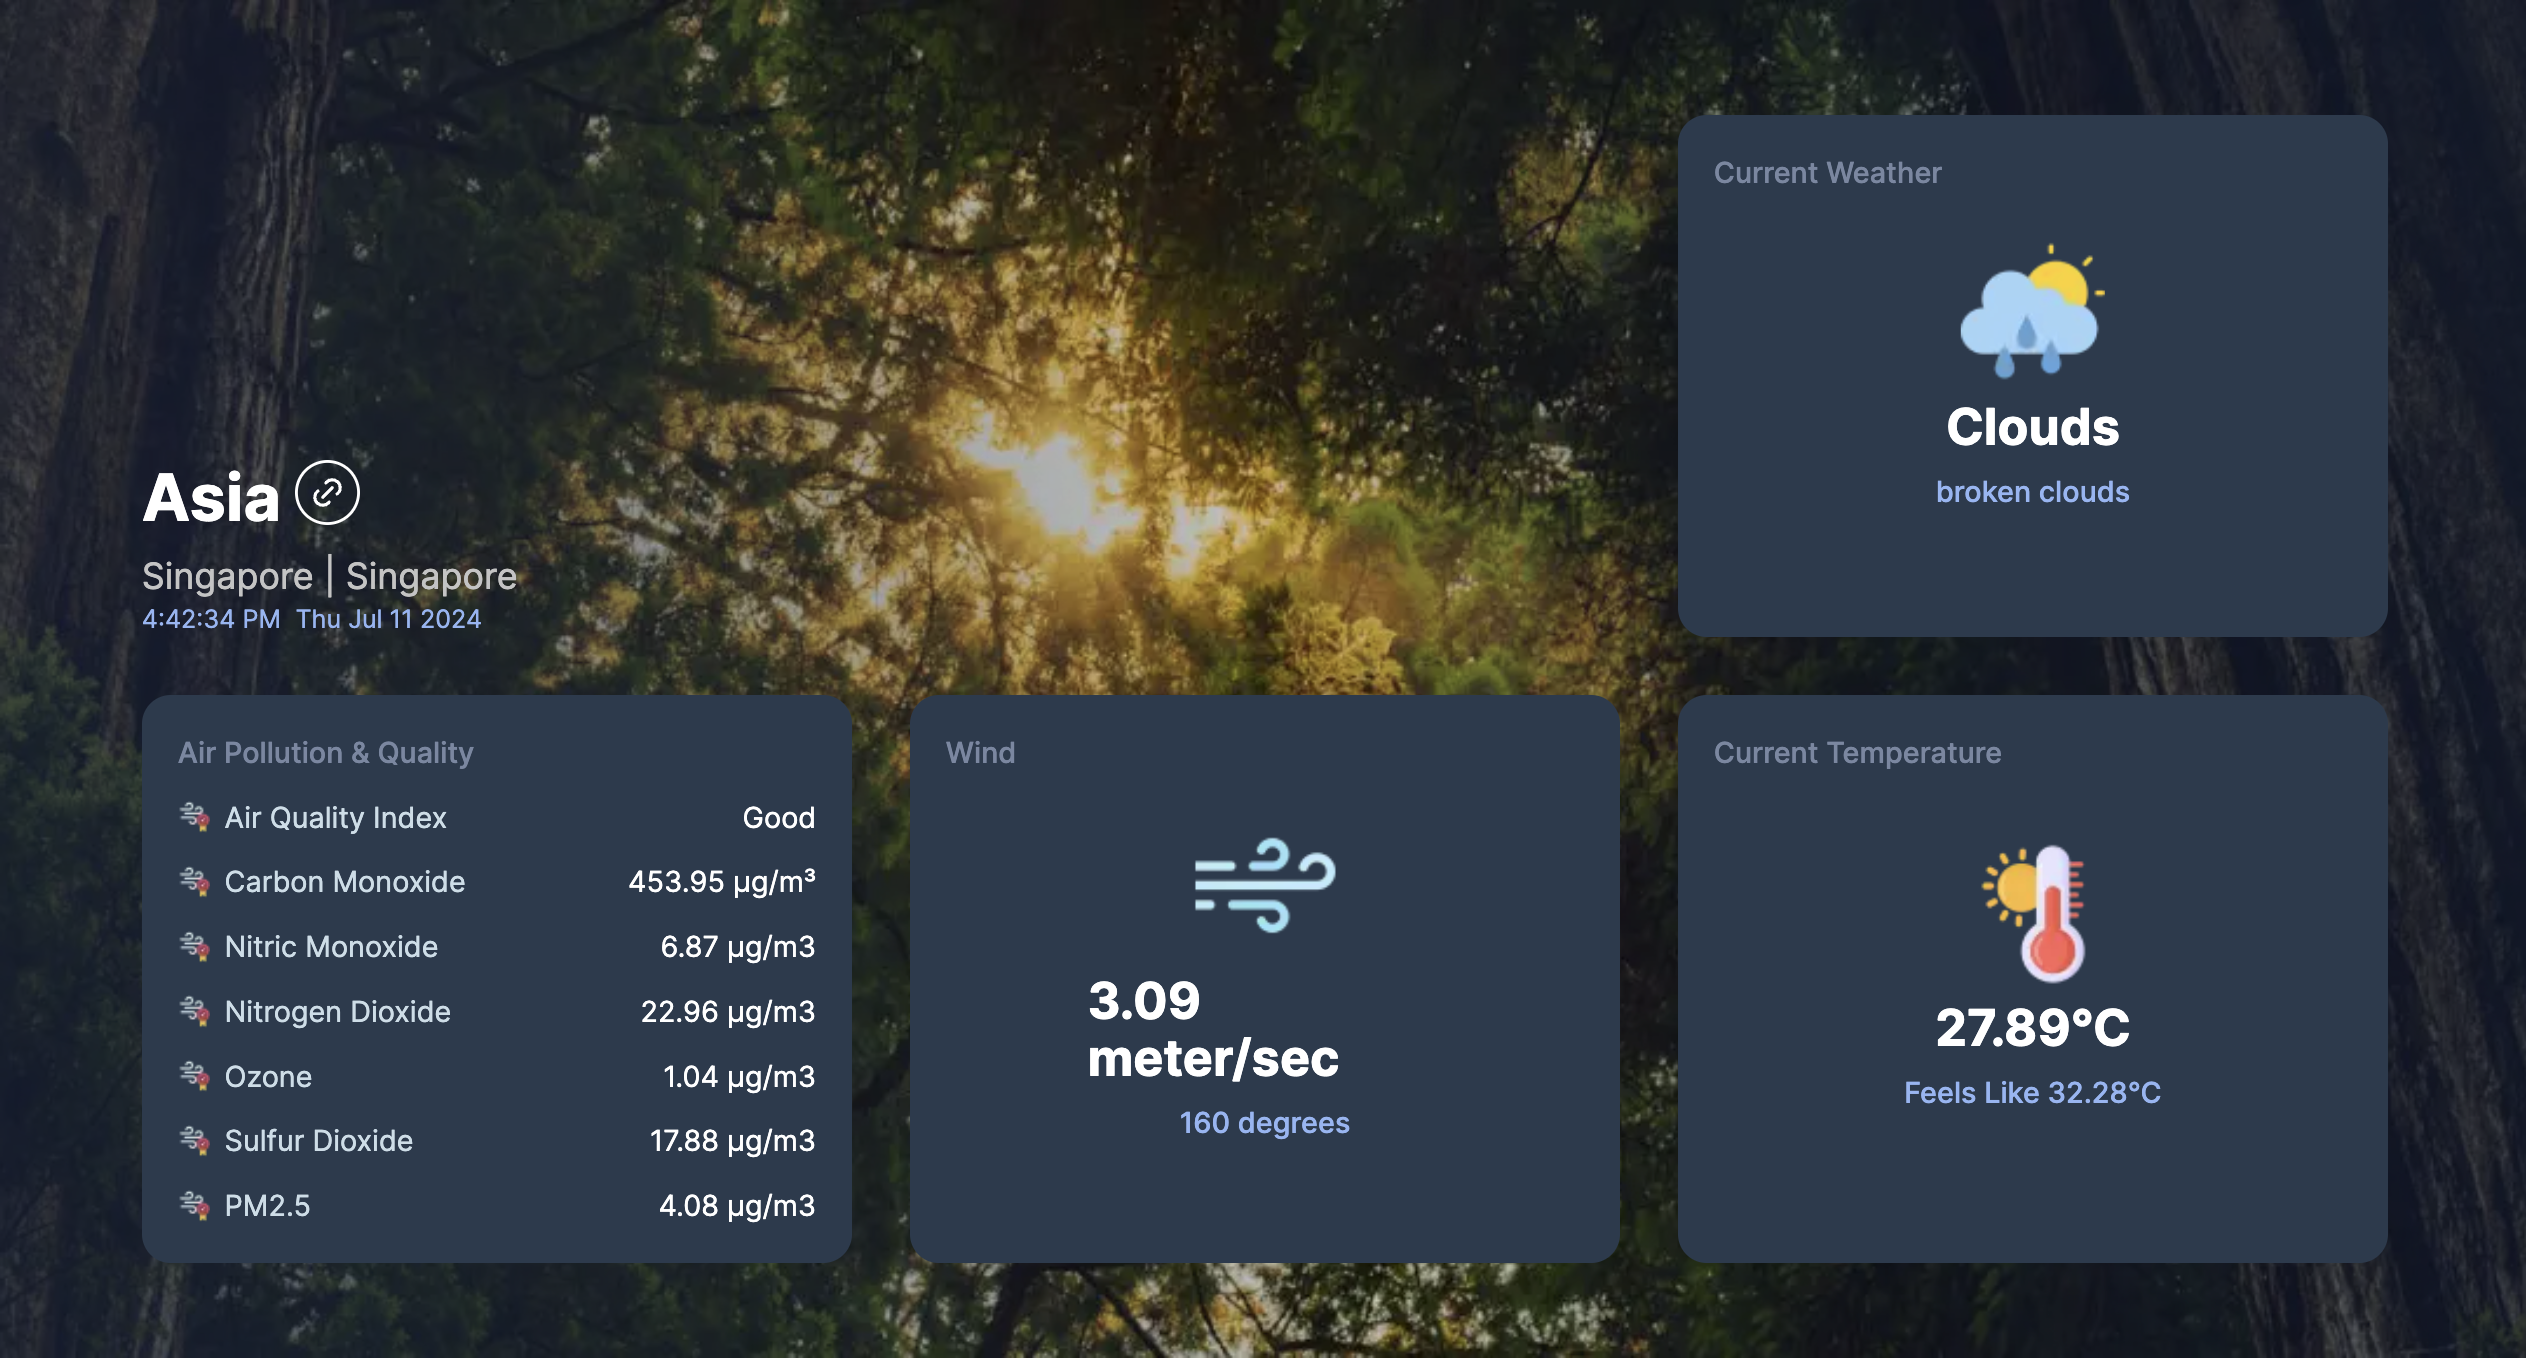 Asia
Singapore | Singapore
4:42:34 PM Thu Jul 11 2024
Current Weather
Clouds
broken clouds
Air Pollution & Quality
Air Quality Index Good
Carbon Monoxide 453.95 µg/m³
Nitric Monoxide 6.87 µg/m3
Nitrogen Dioxide 22.96 µg/m3
Ozone 1.04 µg/m3
Sulfur Dioxide 17.88 µg/m3
PM2.5 4.08 µg/m3
Wind
3.09
meter/sec
160 degrees
Current Temperature
27.89°C
Feels Like 32.28°C